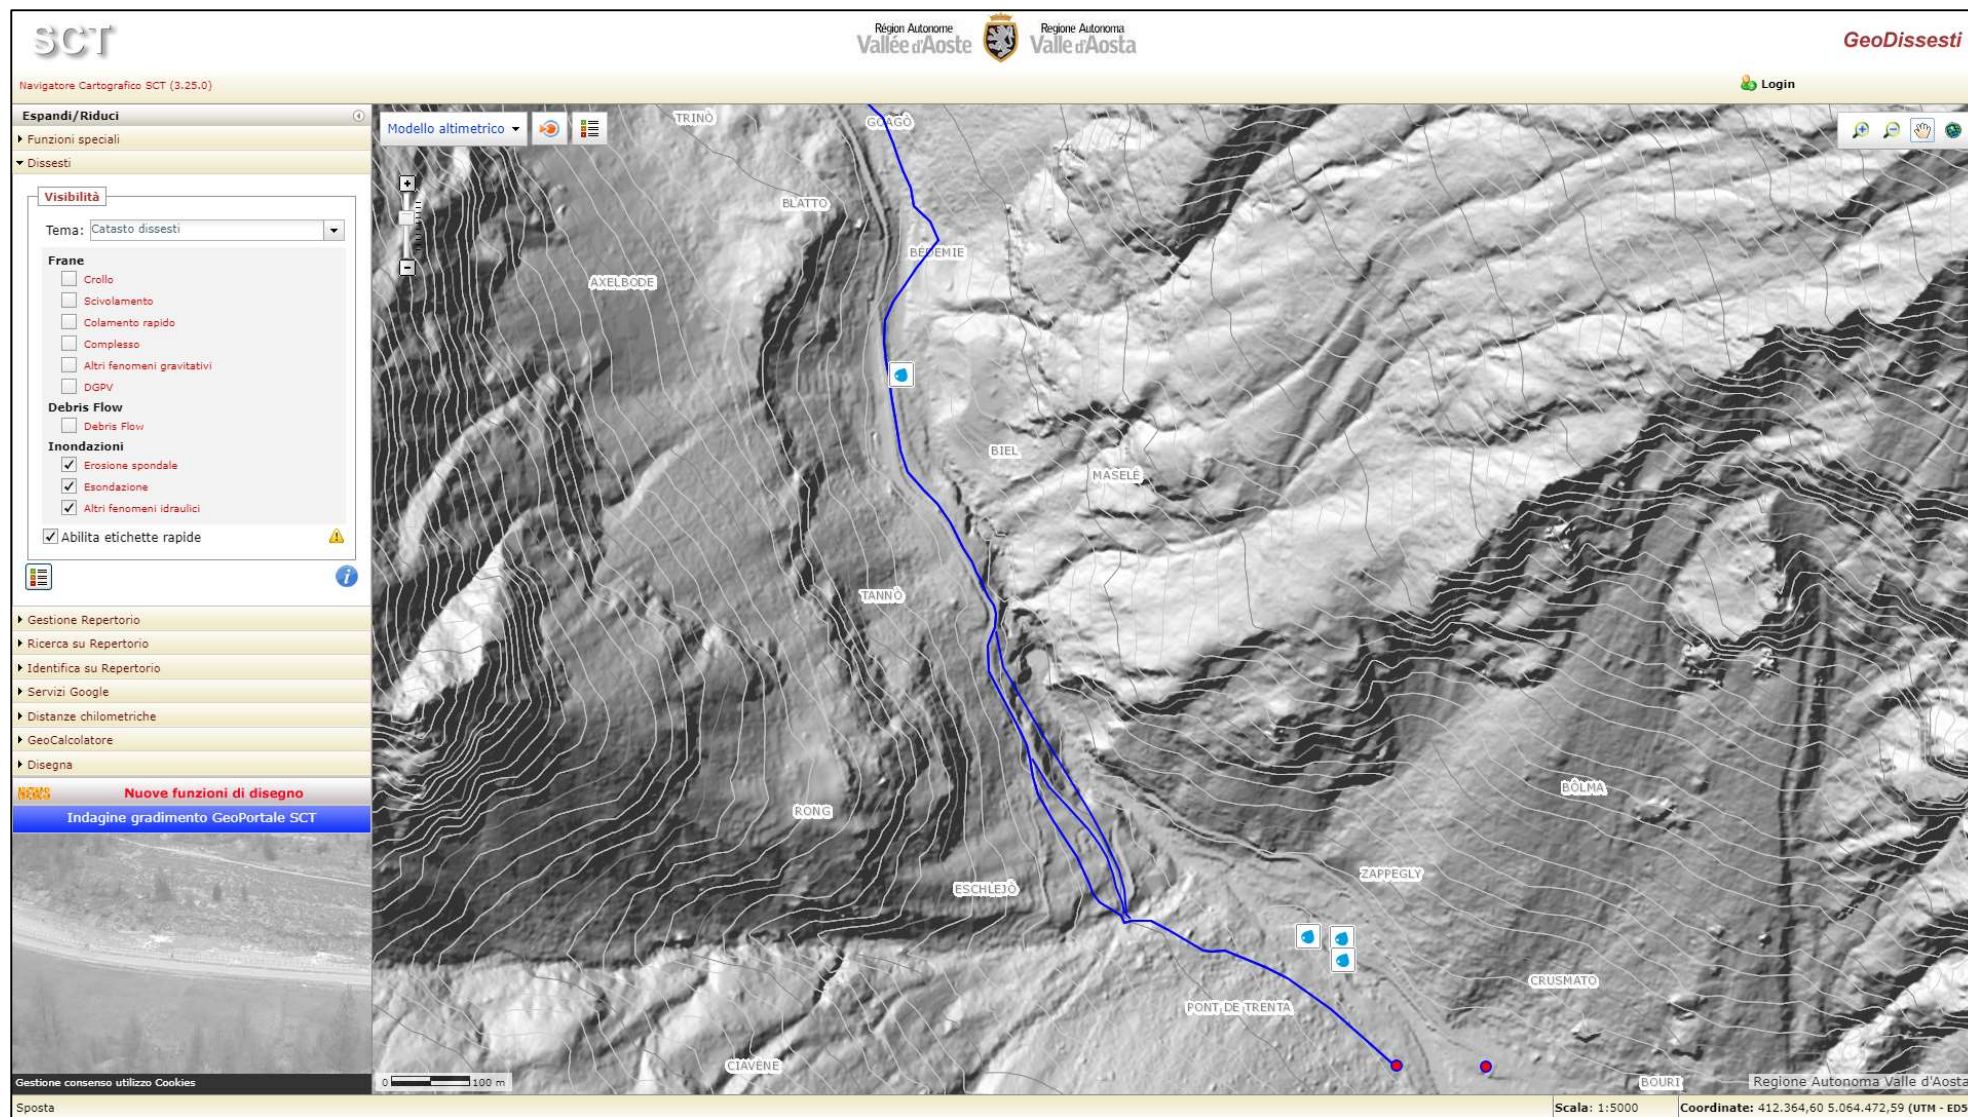 SCT
Région Autonome
Vallée d'Aoste
Regione Autonoma
Valle d'Aosta
GeoDissesti
Navigatore Cartografico SCT (3.25.0)
Login
Espandi/Riduci
Funzioni speciali
Dissesti
Visibilità
Tema: Catasto dissesti
Frane
Crollo
Scivolamento
Colamento rapido
Complesso
Altri fenomeni gravitativi
DGPV
Debris Flow
Debris Flow
Inondazioni
Erosione spondale
Esondazione
Altri fenomeni idraulici
Abilita etichette rapide
Gestione Repertorio
Ricerca su Repertorio
Identifica su Repertorio
Servizi Google
Distanze chilometriche
GeoCalcolatore
Disegna
NEWS Nuove funzioni di disegno
Indagine gradimento GeoPortale SCT
Gestione consenso utilizzo Cookies
Sposta
Modello altimetrico
TRINÒ
GOAGÒ
BLATTO
BÉDEMIE
AXELBODE
BIEL
MASELÈ
TANNÒ
BÒLMA
RONG
ZAPPEGLY
ESCHLEJÒ
CRUSMATO
PONT DE TRENTA
CIAVÈNE
BOURI
0 100 m
Regione Autonoma Valle d'Aosta
Scala: 1:5000
Coordinate: 412.364,60 5.064.472,59 (UTM - ED5